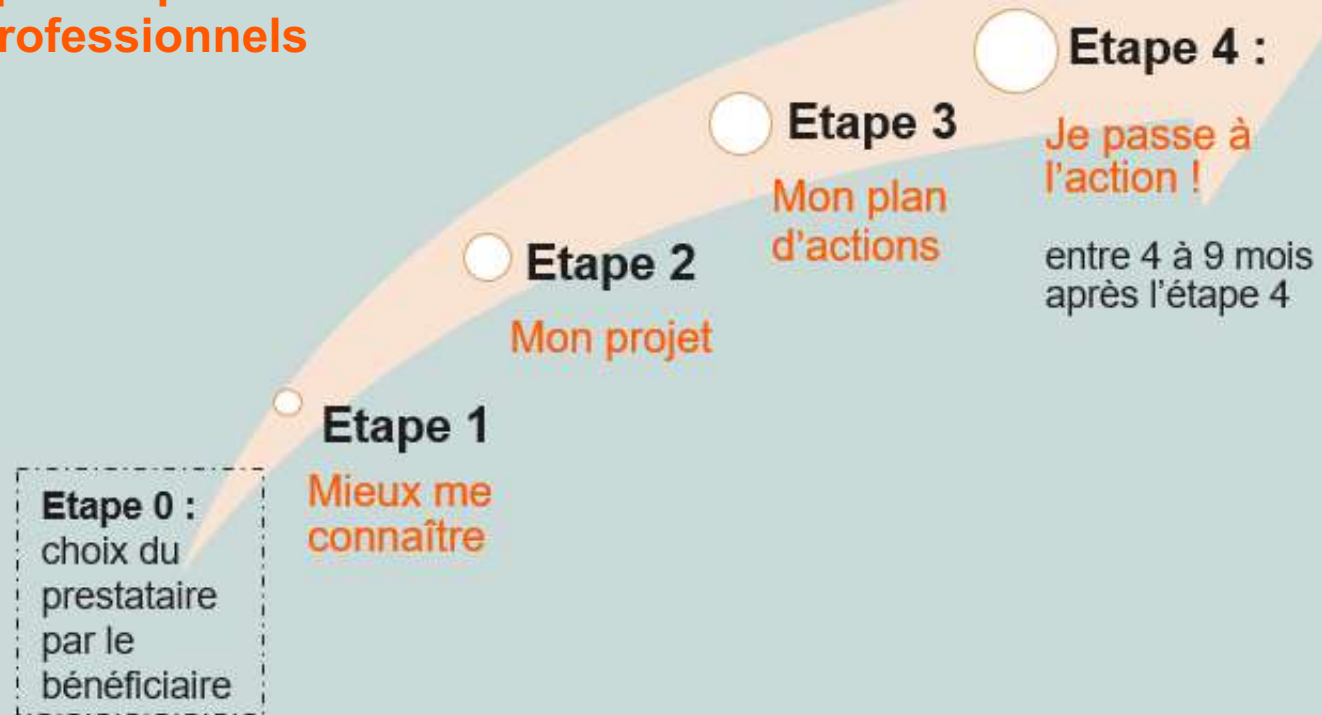 rofessionnels
Etape 4 :
Je passe à
l'action !
entre 4 à 9 mois
après l'étape 4
Etape 3
Mon plan
d'actions
Etape 2
Mon projet
Etape 1
Mieux me
connaître
Etape 0 :
choix du
prestataire
par le
bénéficiaire